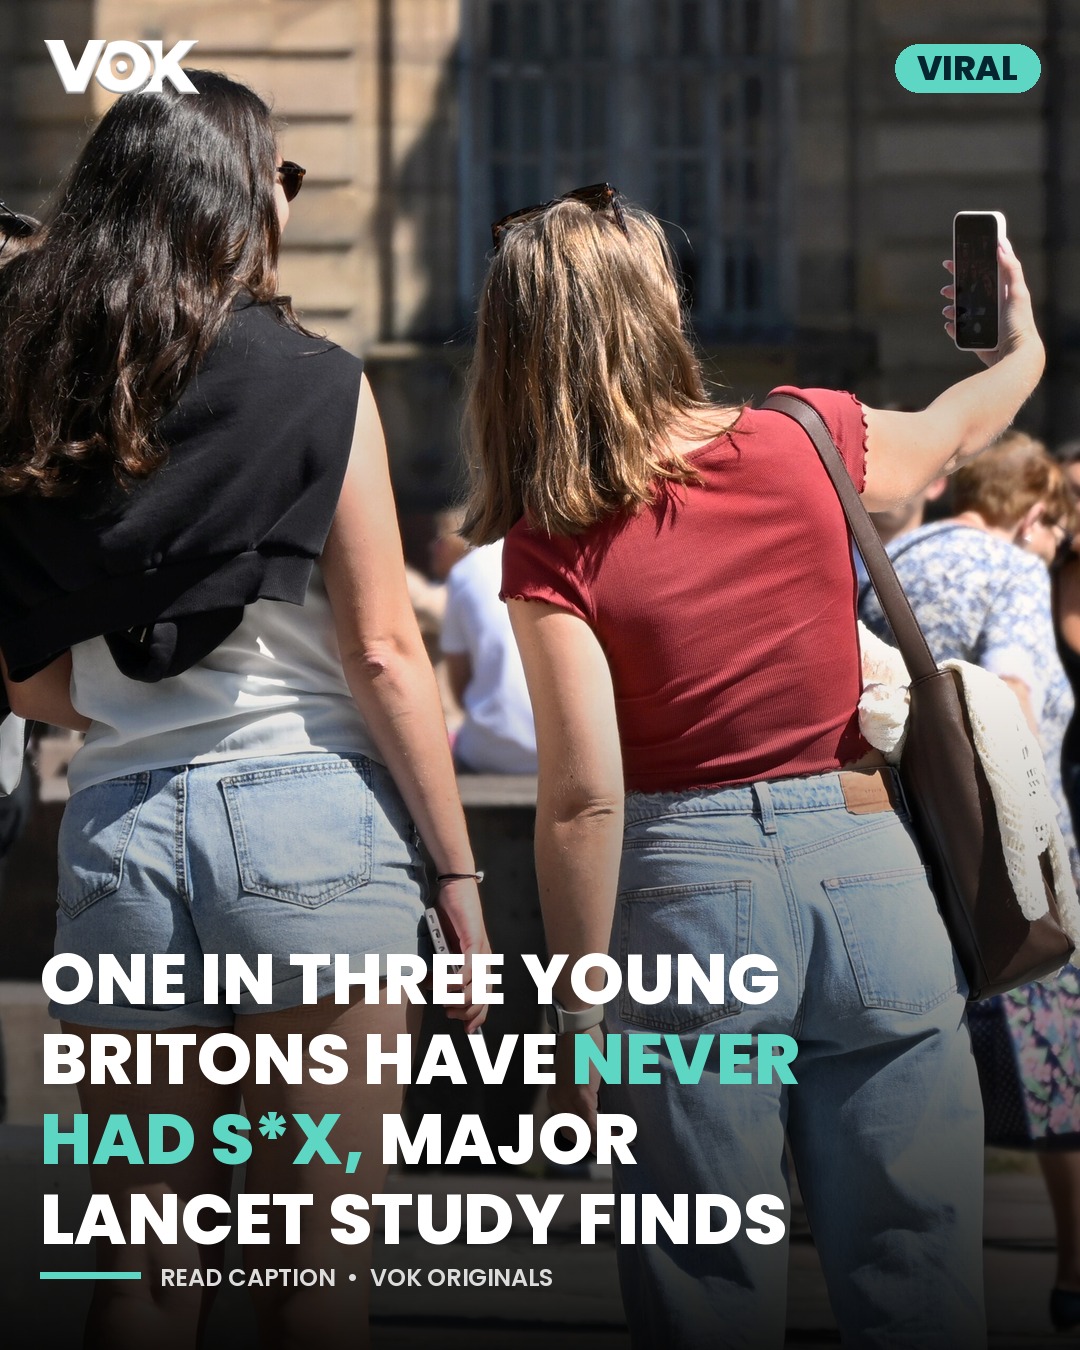 VOK
VIRAL
ONE IN THREE YOUNG
BRITONS HAVE NEVER
HAD S*X, MAJOR
LANCET STUDY FINDS
READ CAPTION • VOK ORIGINALS